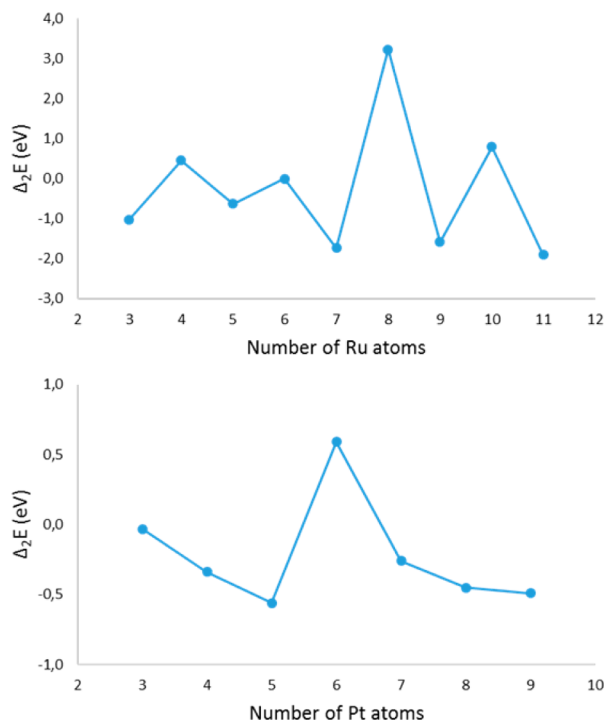 4,0
3,0
2,0
1,0
0,0
-1,0
-2,0
-3,0
Δ₂E (eV)
2 3 4 5 6 7 8 9 10 11 12
Number of Ru atoms
1,0
0,5
0,0
-0,5
-1,0
Δ₂E (eV)
2 3 4 5 6 7 8 9 10
Number of Pt atoms